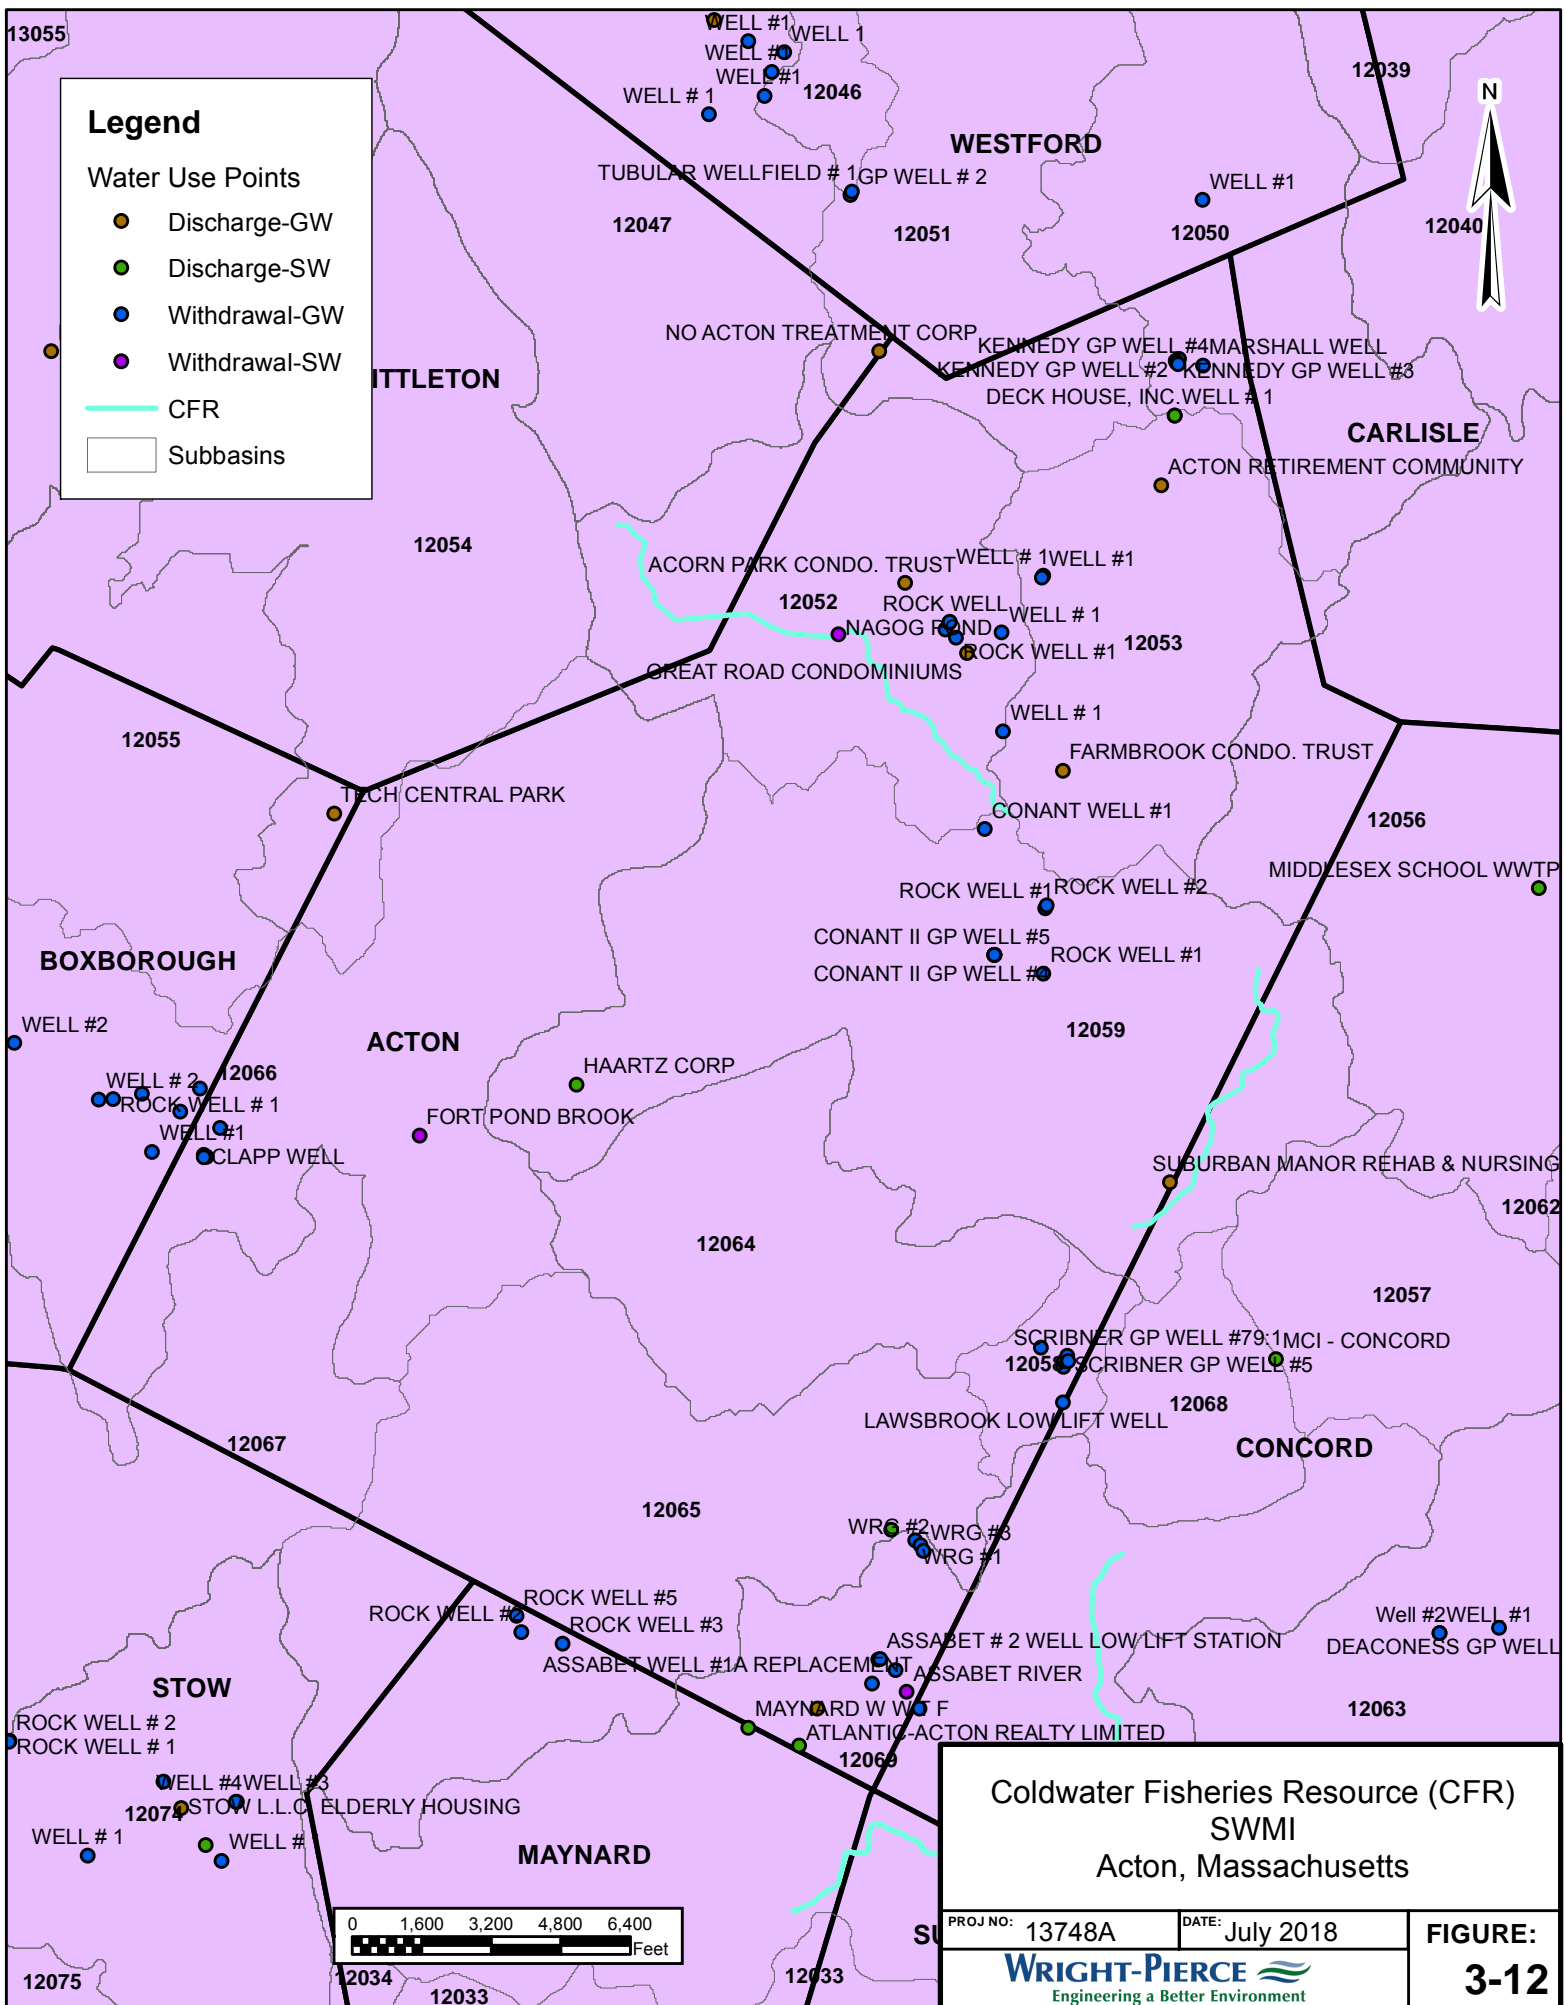 13055
WELL #1
WELL 1
WELL #1
WELL #1
12046
WELL # 1
12039
N
Legend
Water Use Points
Discharge-GW
Discharge-SW
Withdrawal-GW
Withdrawal-SW
CFR
Subbasins
WESTFORD
TUBULAR WELLFIELD # 1
GP WELL # 2
WELL #1
12047
12051
12050
12040
NO ACTON TREATMENT CORP
KENNEDY GP WELL #4
MARSHALL WELL
KENNEDY GP WELL #2
KENNEDY GP WELL #3
ITTLETON
DECK HOUSE, INC.
WELL # 1
CARLISLE
ACTON RETIREMENT COMMUNITY
12054
ACORN PARK CONDO. TRUST
WELL # 1
WELL #1
12052
ROCK WELL
WELL # 1
NAGOG POND
12053
ROCK WELL #1
GREAT ROAD CONDOMINIUMS
WELL # 1
12055
FARMBROOK CONDO. TRUST
TECH CENTRAL PARK
CONANT WELL #1
12056
MIDDLESEX SCHOOL WWTP
ROCK WELL #1
ROCK WELL #2
CONANT II GP WELL #5
ROCK WELL #1
CONANT II GP WELL #4
BOXBOROUGH
WELL #2
ACTON
12059
12066
HAARTZ CORP
WELL # 2
ROCK WELL # 1
FORT POND BROOK
WELL #1
CLAPP WELL
SUBURBAN MANOR REHAB & NURSING
12062
12064
12057
SCRIBNER GP WELL #79:1
MCI - CONCORD
12058
SCRIBNER GP WELL #5
12068
LAWSBROOK LOW LIFT WELL
12067
CONCORD
12065
WRG #2
WRG #3
WRG #1
ROCK WELL #5
ROCK WELL #2
ROCK WELL #3
Well #2
WELL #1
DEACONESS GP WELL
ASSABET # 2 WELL LOW LIFT STATION
ASSABET WELL #1A REPLACEMENT
ASSABET RIVER
STOW
MAYNARD W W T F
12063
ROCK WELL # 2
ROCK WELL # 1
ATLANTIC-ACTON REALTY LIMITED
12069
WELL #4
WELL #3
12074
STOW L.L.C. ELDERLY HOUSING
WELL # 1
WELL #
MAYNARD
0 1,600 3,200 4,800 6,400
Feet
12075
12034
12033
12033
SU
Coldwater Fisheries Resource (CFR)
SWMI
Acton, Massachusetts
PROJ NO: 13748A
DATE: July 2018
FIGURE:
3-12
WRIGHT-PIERCE
Engineering a Better Environment